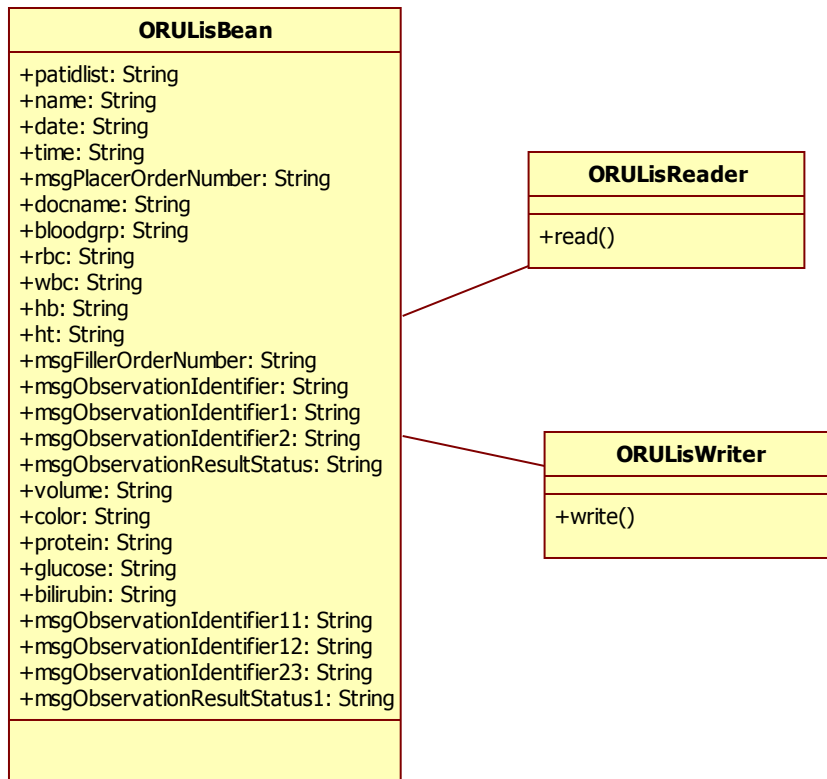 ORULisBean
+patidlist: String
+name: String
+date: String
+time: String
+msgPlacerOrderNumber: String
+docname: String
+bloodgrp: String
+rbc: String
+wbc: String
+hb: String
+ht: String
+msgFillerOrderNumber: String
+msgObservationIdentifier: String
+msgObservationIdentifier1: String
+msgObservationIdentifier2: String
+msgObservationResultStatus: String
+volume: String
+color: String
+protein: String
+glucose: String
+bilirubin: String
+msgObservationIdentifier11: String
+msgObservationIdentifier12: String
+msgObservationIdentifier23: String
+msgObservationResultStatus1: String
ORULisReader
+read()
ORULisWriter
+write()